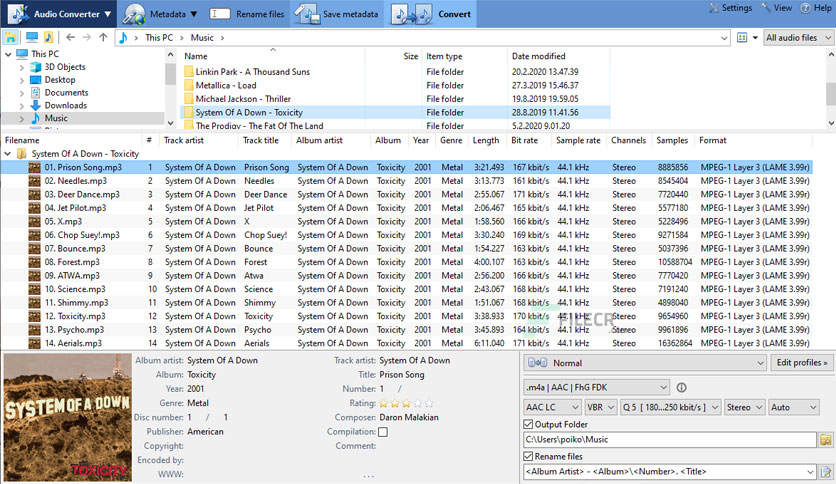 Audio Converter Metadata Rename files Save metadata Convert Settings View Help
This PC Music All audio files
This PC
3D Objects
Desktop
Documents
Downloads
Music
Name Size Item type Date modified
Linkin Park - A Thousand Suns File folder 20.2.2020 13.47.39
Metallica - Load File folder 27.3.2019 15.46.37
Michael Jackson - Thriller File folder 19.8.2019 19.59.05
System Of A Down - Toxicity File folder 28.8.2019 11.41.56
The Prodigy - The Fat Of The Land File folder 5.2.2020 9.01.20
Filename # Track artist Track title Album artist Album Year Genre Length Bit rate Sample rate Channels Samples Format
System Of A Down - Toxicity
01. Prison Song.mp3 1 System Of A Down Prison Song System Of A Down Toxicity 2001 Metal 3:21.493 167 kbit/s 44.1 kHz Stereo 8885856 MPEG-1 Layer 3 (LAME 3.99r)
02. Needles.mp3 2 System Of A Down Needles System Of A Down Toxicity 2001 Metal 3:13.773 161 kbit/s 44.1 kHz Stereo 8545404 MPEG-1 Layer 3 (LAME 3.99r)
03. Deer Dance.mp3 3 System Of A Down Deer Dance System Of A Down Toxicity 2001 Metal 2:55.067 171 kbit/s 44.1 kHz Stereo 7720440 MPEG-1 Layer 3 (LAME 3.99r)
04. Jet Pilot.mp3 4 System Of A Down Jet Pilot System Of A Down Toxicity 2001 Metal 2:06.467 165 kbit/s 44.1 kHz Stereo 5577180 MPEG-1 Layer 3 (LAME 3.99r)
05. X.mp3 5 System Of A Down X System Of A Down Toxicity 2001 Metal 1:58.560 166 kbit/s 44.1 kHz Stereo 5228496 MPEG-1 Layer 3 (LAME 3.99r)
06. Chop Suey!.mp3 6 System Of A Down Chop Suey! System Of A Down Toxicity 2001 Metal 3:30.240 169 kbit/s 44.1 kHz Stereo 9271584 MPEG-1 Layer 3 (LAME 3.99r)
07. Bounce.mp3 7 System Of A Down Bounce System Of A Down Toxicity 2001 Metal 1:54.227 163 kbit/s 44.1 kHz Stereo 5037396 MPEG-1 Layer 3 (LAME 3.99r)
08. Forest.mp3 8 System Of A Down Forest System Of A Down Toxicity 2001 Metal 4:00.107 163 kbit/s 44.1 kHz Stereo 10588704 MPEG-1 Layer 3 (LAME 3.99r)
09. ATWA.mp3 9 System Of A Down Atwa System Of A Down Toxicity 2001 Metal 2:56.200 166 kbit/s 44.1 kHz Stereo 7770420 MPEG-1 Layer 3 (LAME 3.99r)
10. Science.mp3 10 System Of A Down Science System Of A Down Toxicity 2001 Metal 2:43.067 168 kbit/s 44.1 kHz Stereo 7191240 MPEG-1 Layer 3 (LAME 3.99r)
11. Shimmy.mp3 11 System Of A Down Shimmy System Of A Down Toxicity 2001 Metal 1:51.067 168 kbit/s 44.1 kHz Stereo 4898040 MPEG-1 Layer 3 (LAME 3.99r)
12. Toxicity.mp3 12 System Of A Down Toxicity System Of A Down Toxicity 2001 Metal 3:38.933 170 kbit/s 44.1 kHz Stereo 9654960 MPEG-1 Layer 3 (LAME 3.99r)
13. Psycho.mp3 13 System Of A Down Psycho System Of A Down Toxicity 2001 Metal 3:45.893 164 kbit/s 44.1 kHz Stereo 9961896 MPEG-1 Layer 3 (LAME 3.99r)
14. Aerials.mp3 14 System Of A Down Aerials System Of A Down Toxicity 2001 Metal 6:11.040 171 kbit/s 44.1 kHz Stereo 16362864 MPEG-1 Layer 3 (LAME 3.99r)
FILECR
SYSTEM OF A DOWN
TOXICITY
Album artist: System Of A Down Track artist: System Of A Down
Album: Toxicity Title: Prison Song
Year: 2001 Number: 1 /
Genre: Metal Rating:
Disc number: 1 / 1 Composer: Daron Malakian
Publisher: American Compilation:
Copyright: Comment:
Encoded by:
WWW: ...
Normal Edit profiles »
.m4a | AAC | FhG FDK
AAC LC VBR Q 5 [ 180...250 kbit/s ] Stereo Auto
Output Folder
C:\Users\poiko\Music
Rename files
<Album Artist> - <Album>\<Number>. <Title>